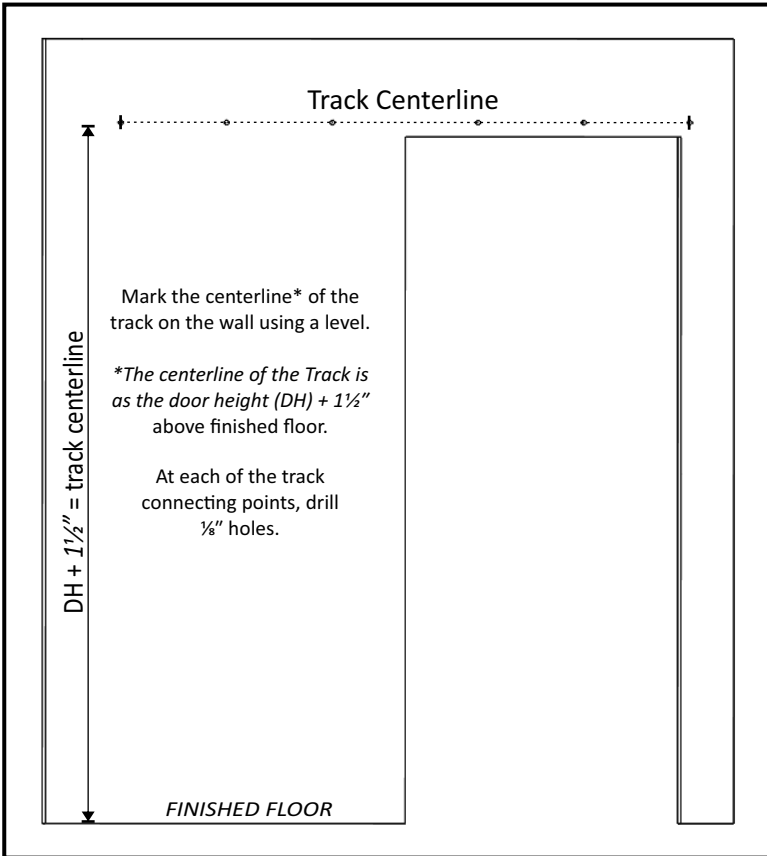 Track Centerline
Mark the centerline* of the
track on the wall using a level.
*The centerline of the Track is
as the door height (DH) + 1½"
above finished floor.
At each of the track
connecting points, drill
⅛" holes.
DH + 1½" = track centerline
FINISHED FLOOR